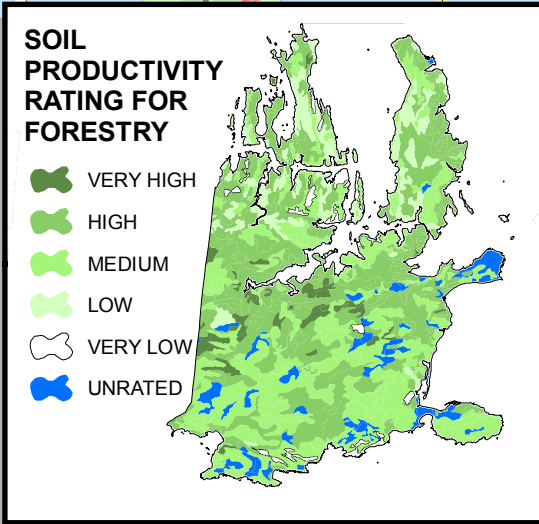 SOIL
PRODUCTIVITY
RATING FOR
FORESTRY
VERY HIGH
HIGH
MEDIUM
LOW
VERY LOW
UNRATED